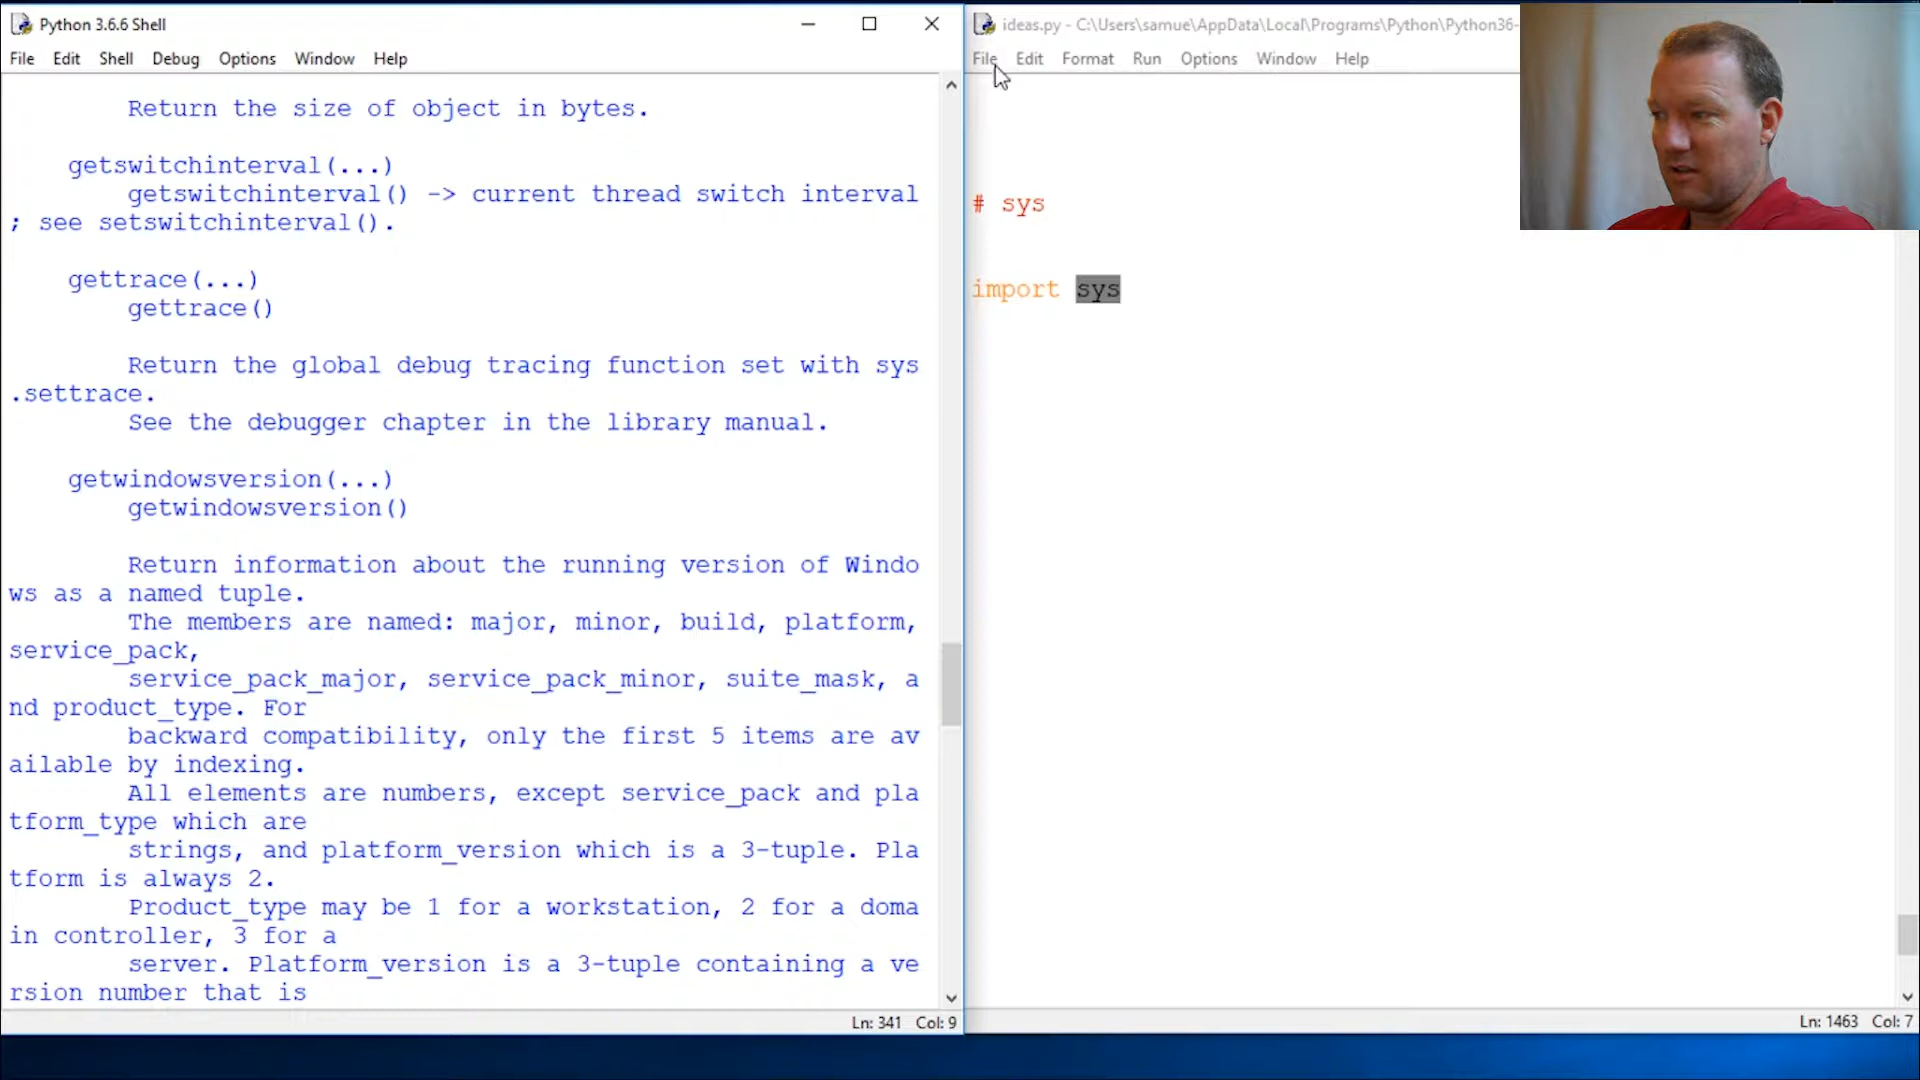 Python 3.6.6 Shell
File Edit Shell Debug Options Window Help
Return the size of object in bytes.
getswitchinterval(...)
getswitchinterval() -> current thread switch interval
; see setswitchinterval().
gettrace(...)
gettrace()
Return the global debug tracing function set with sys
.settrace.
See the debugger chapter in the library manual.
getwindowsversion(...)
getwindowsversion()
Return information about the running version of Windo
ws as a named tuple.
The members are named: major, minor, build, platform,
service_pack,
service_pack_major, service_pack_minor, suite_mask, a
nd product_type. For
backward compatibility, only the first 5 items are av
ailable by indexing.
All elements are numbers, except service_pack and pla
tform_type which are
strings, and platform_version which is a 3-tuple. Pla
tform is always 2.
Product_type may be 1 for a workstation, 2 for a doma
in controller, 3 for a
server. Platform_version is a 3-tuple containing a ve
rsion number that is
Ln: 341 Col: 9
ideas.py - C:\Users\samue\AppData\Local\Programs\Python\Python36-
File Edit Format Run Options Window Help
# sys
import sys
Ln: 1463 Col: 7